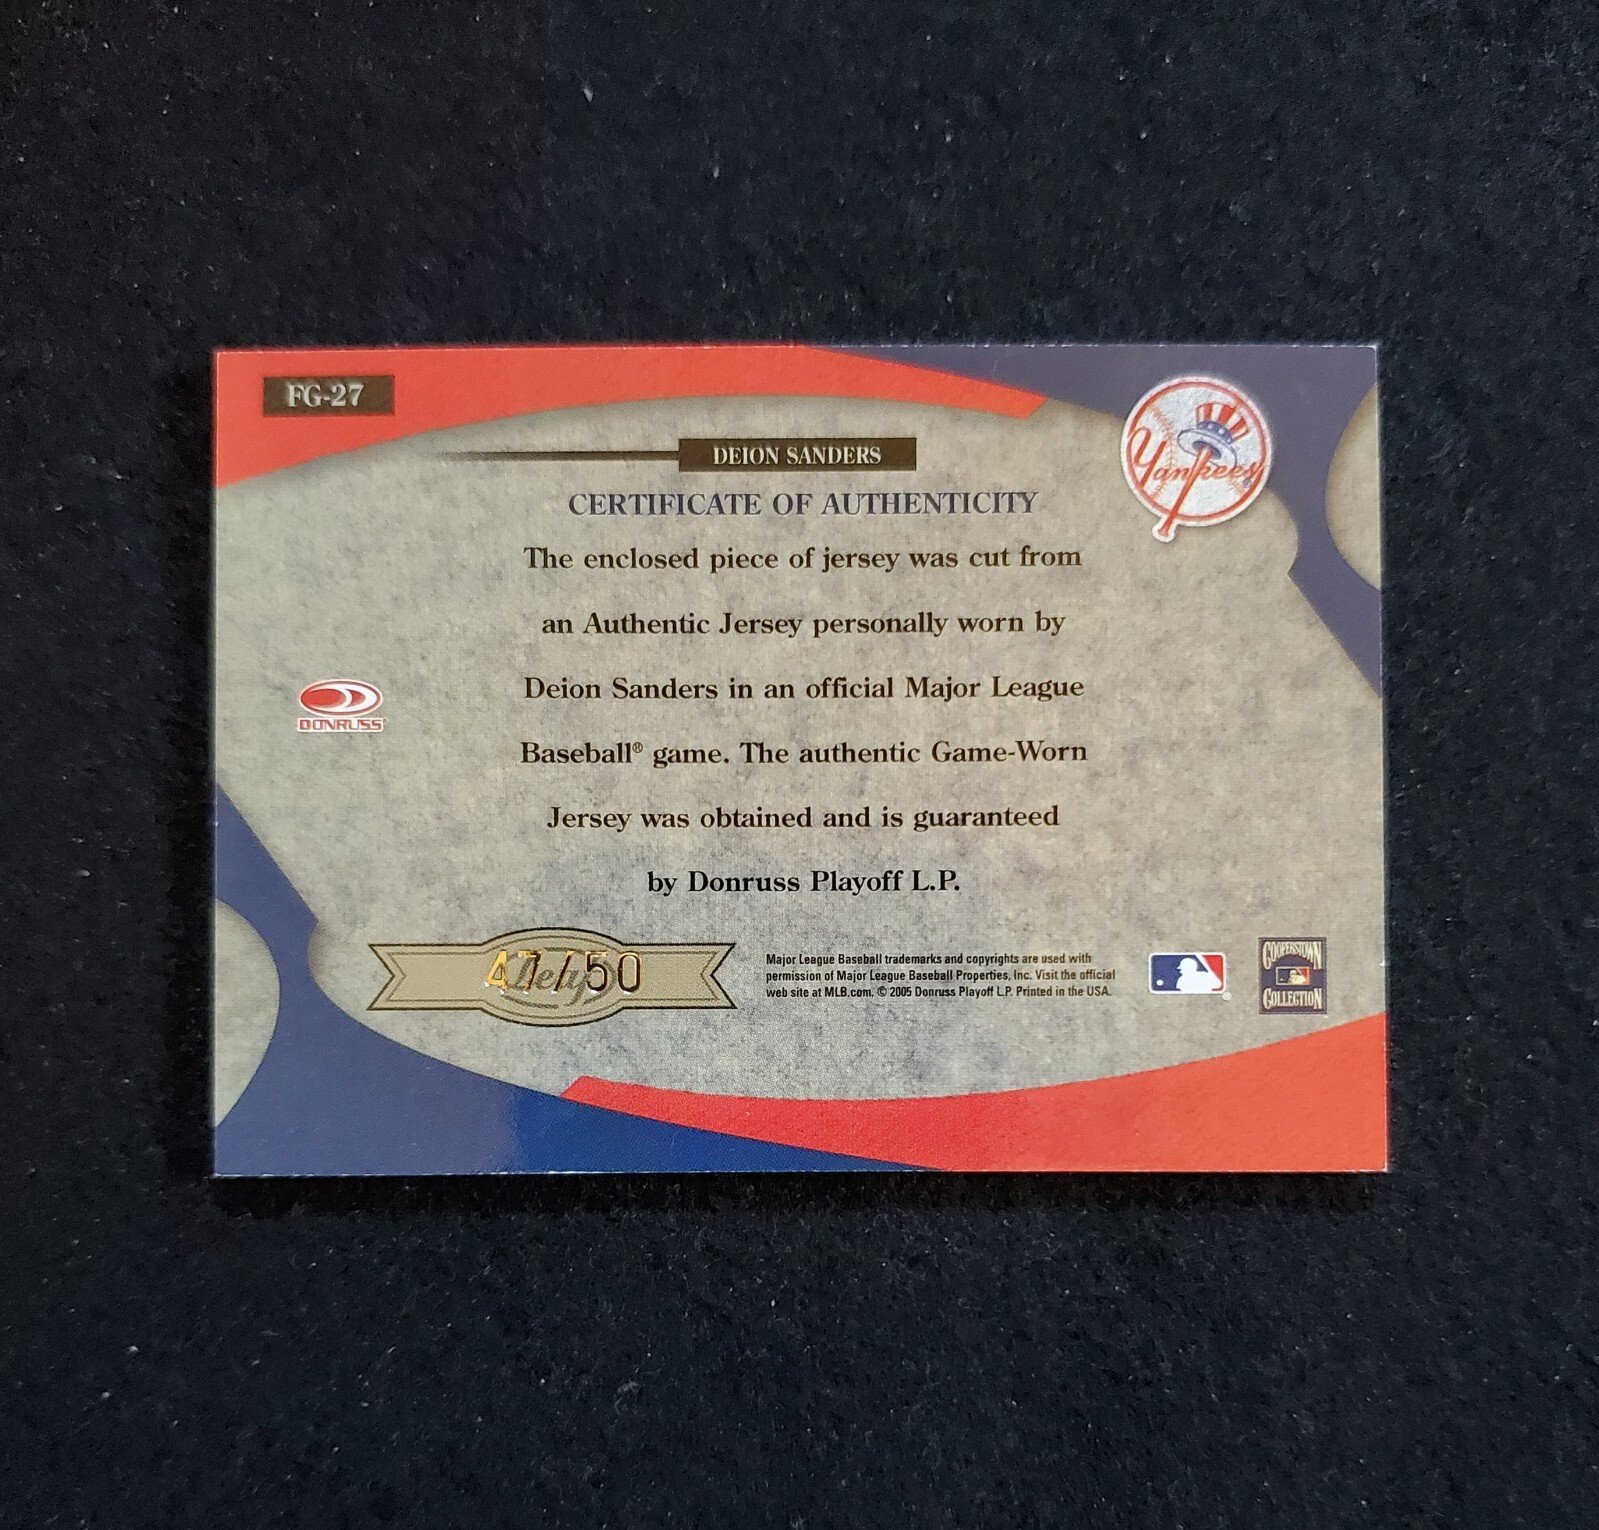 FG-27
DEION SANDERS
Yankees
CERTIFICATE OF AUTHENTICITY
The enclosed piece of jersey was cut from
an Authentic Jersey personally worn by
Deion Sanders in an official Major League
Baseball® game. The authentic Game-Worn
Jersey was obtained and is guaranteed
by Donruss Playoff L.P.
DONRUSS
47/50
Major League Baseball trademarks and copyrights are used with
permission of Major League Baseball Properties, Inc. Visit the official
web site at MLB.com. © 2005 Donruss Playoff L.P. Printed in the USA.
COOPERSTOWN
COLLECTION